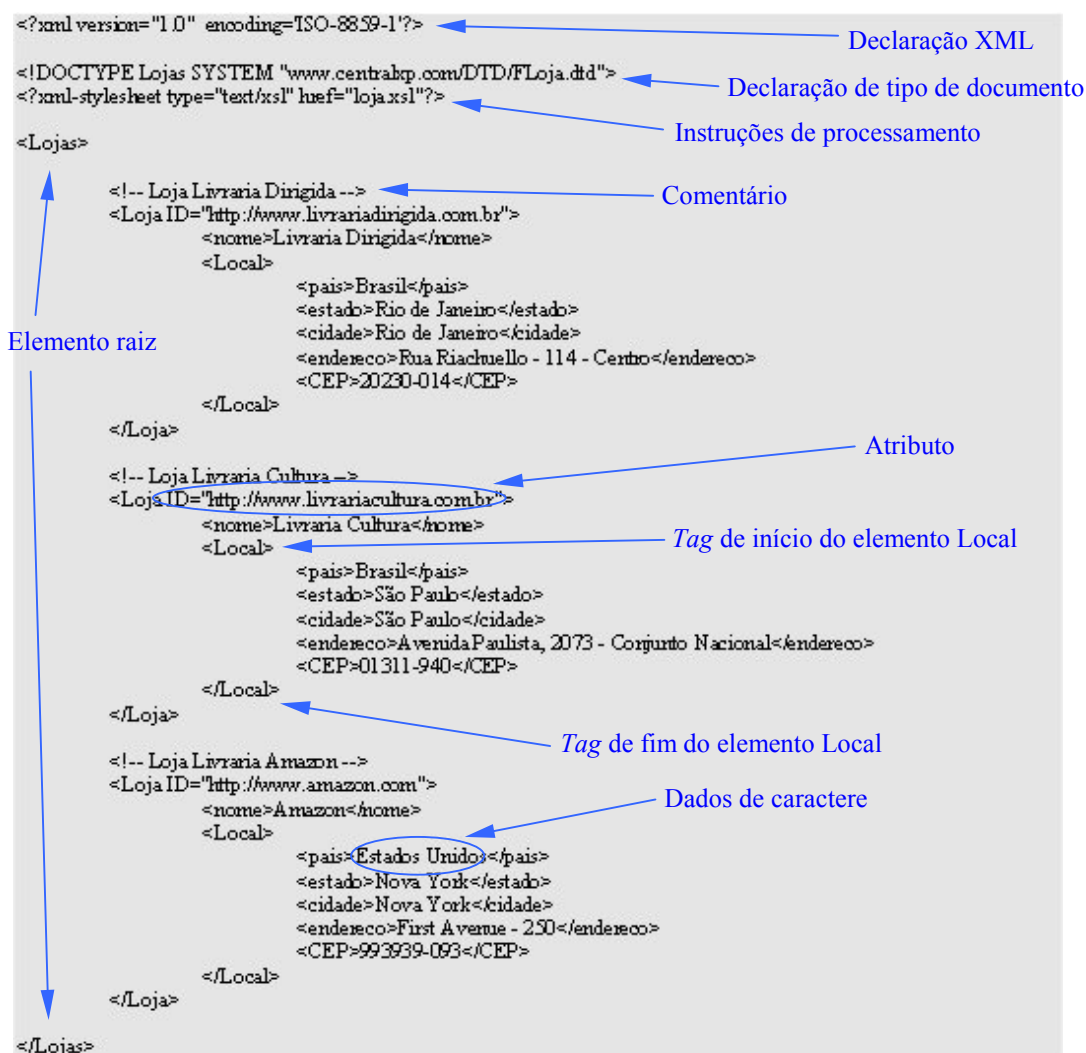 <?xml version="1.0" encoding='ISO-8859-1'?>
Declaração XML
<!DOCTYPE Lojas SYSTEM "www.centralxp.com/DTD/FLoja.dtd">
Declaração de tipo de documento
<?xml-stylesheet type="text/xsl" href="loja.xsl"?>
Instruções de processamento
<Lojas>
<!-- Loja Livraria Dirigida -->
Comentário
<Loja ID="http://www.livrariadirigida.com.br">
<nome>Livraria Dirigida</nome>
<Local>
<pais>Brasil</pais>
<estado>Rio de Janeiro</estado>
<cidade>Rio de Janeiro</cidade>
Elemento raiz
<endereco>Rua Riachuello - 114 - Centro</endereco>
<CEP>20230-014</CEP>
</Local>
</Loja>
Atributo
<!-- Loja Livraria Cultura -->
<Loja ID="http://www.livrariacultura.com.br">
<nome>Livraria Cultura</nome>
<Local>
Tag de início do elemento Local
<pais>Brasil</pais>
<estado>São Paulo</estado>
<cidade>São Paulo</cidade>
<endereco>Avenida Paulista, 2073 - Conjunto Nacional</endereco>
<CEP>01311-940</CEP>
</Local>
</Loja>
Tag de fim do elemento Local
<!-- Loja Livraria Amazon -->
<Loja ID="http://www.amazon.com">
Dados de caractere
<nome>Amazon</nome>
<Local>
<pais>Estados Unidos</pais>
<estado>Nova York</estado>
<cidade>Nova York</cidade>
<endereco>First Avenue - 250</endereco>
<CEP>993939-093</CEP>
</Local>
</Loja>
</Lojas>